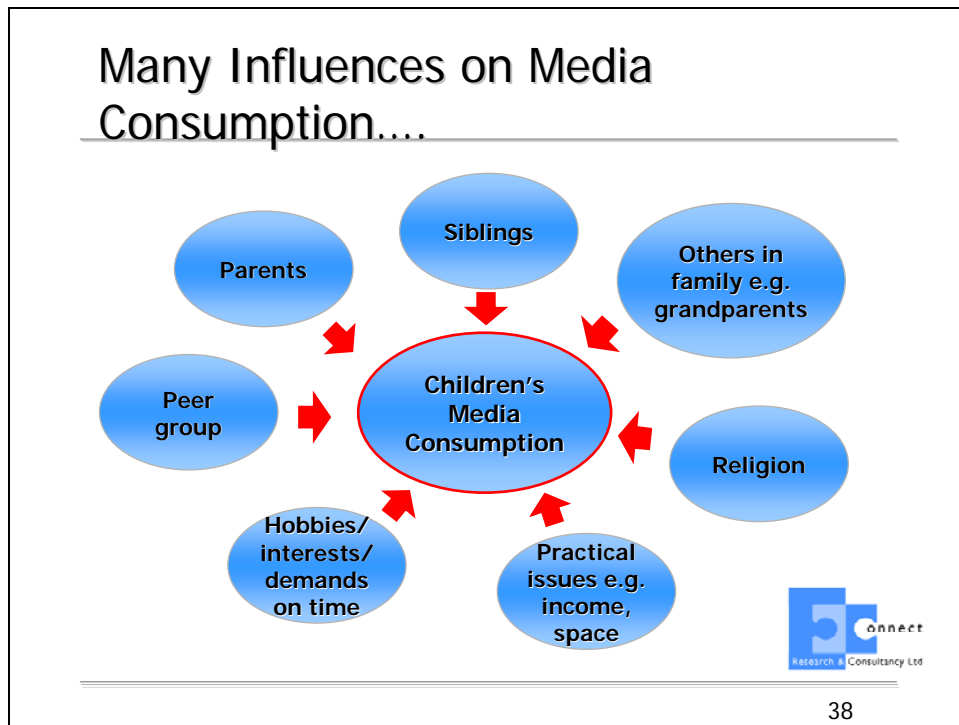 Many Influences on Media
Consumption....
Siblings
Parents
Others in
family e.g.
grandparents
Children's
Media
Consumption
Peer
group
Religion
Hobbies/
interests/
demands
on time
Practical
issues e.g.
income,
space
onnect
Research & Consultancy Ltd
38